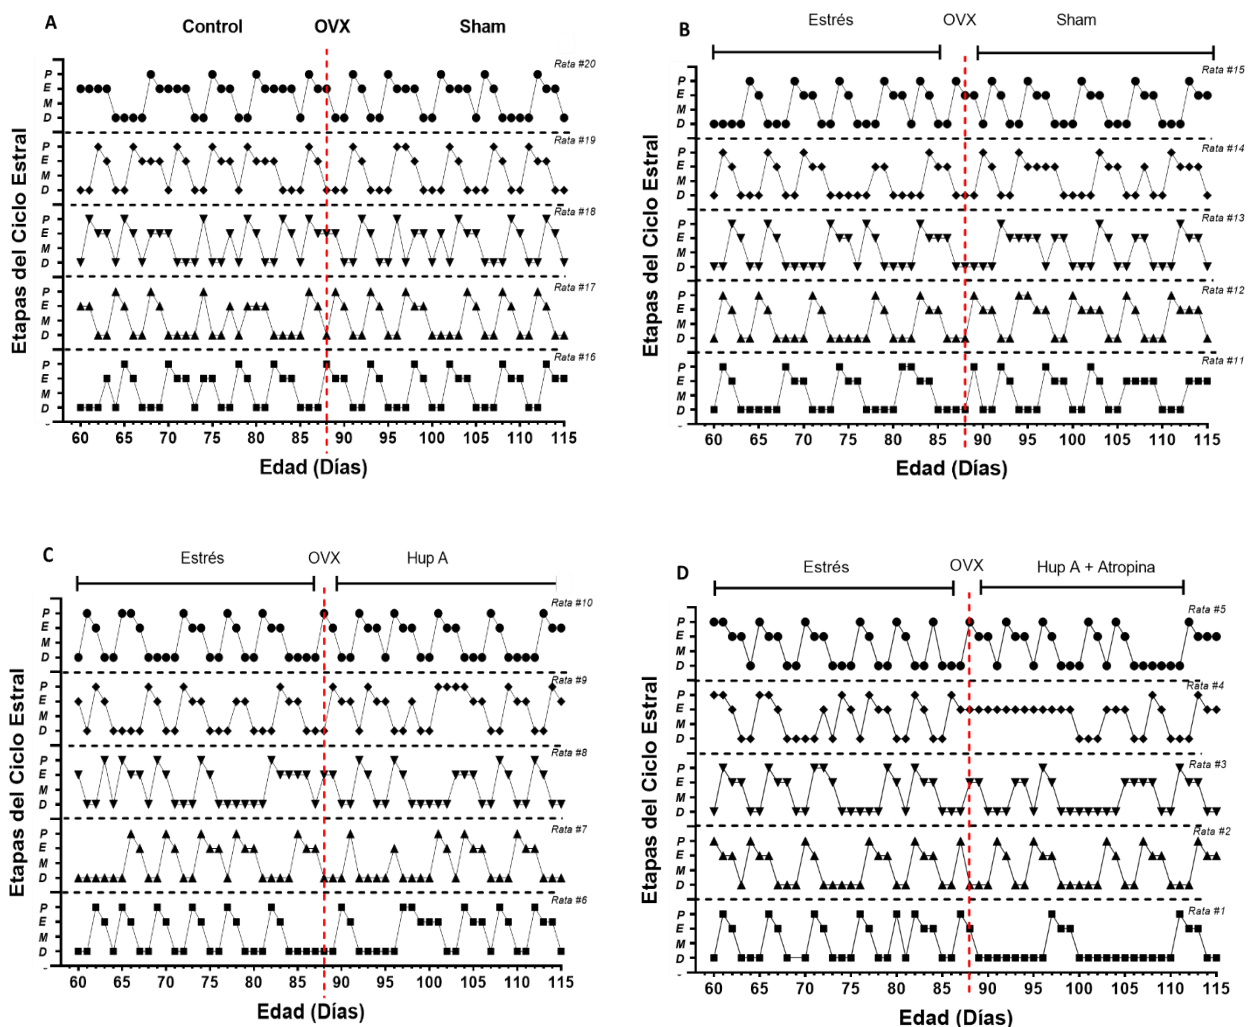 A
Control
OVX
Sham
Etapas del Ciclo Estral
Rata #20
P
E
M
D
Rata #19
P
E
M
D
Rata #18
P
E
M
D
Rata #17
P
E
M
D
Rata #16
P
E
M
D
60 65 70 75 80 85 90 95 100 105 110 115
Edad (Días)
B
Estrés
OVX
Sham
Etapas del Ciclo Estral
Rata #15
P
E
M
D
Rata #14
P
E
M
D
Rata #13
P
E
M
D
Rata #12
P
E
M
D
Rata #11
P
E
M
D
60 65 70 75 80 85 90 95 100 105 110 115
Edad (Días)
C
Estrés
OVX
Hup A
Etapas del Ciclo Estral
Rata #10
P
E
M
D
Rata #9
P
E
M
D
Rata #8
P
E
M
D
Rata #7
P
E
M
D
Rata #6
P
E
M
D
60 65 70 75 80 85 90 95 100 105 110 115
Edad (Días)
D
Estrés
OVX
Hup A + Atropina
Etapas del Ciclo Estral
Rata #5
P
E
M
D
Rata #4
P
E
M
D
Rata #3
P
E
M
D
Rata #2
P
E
M
D
Rata #1
P
E
M
D
60 65 70 75 80 85 90 95 100 105 110 115
Edad (Días)